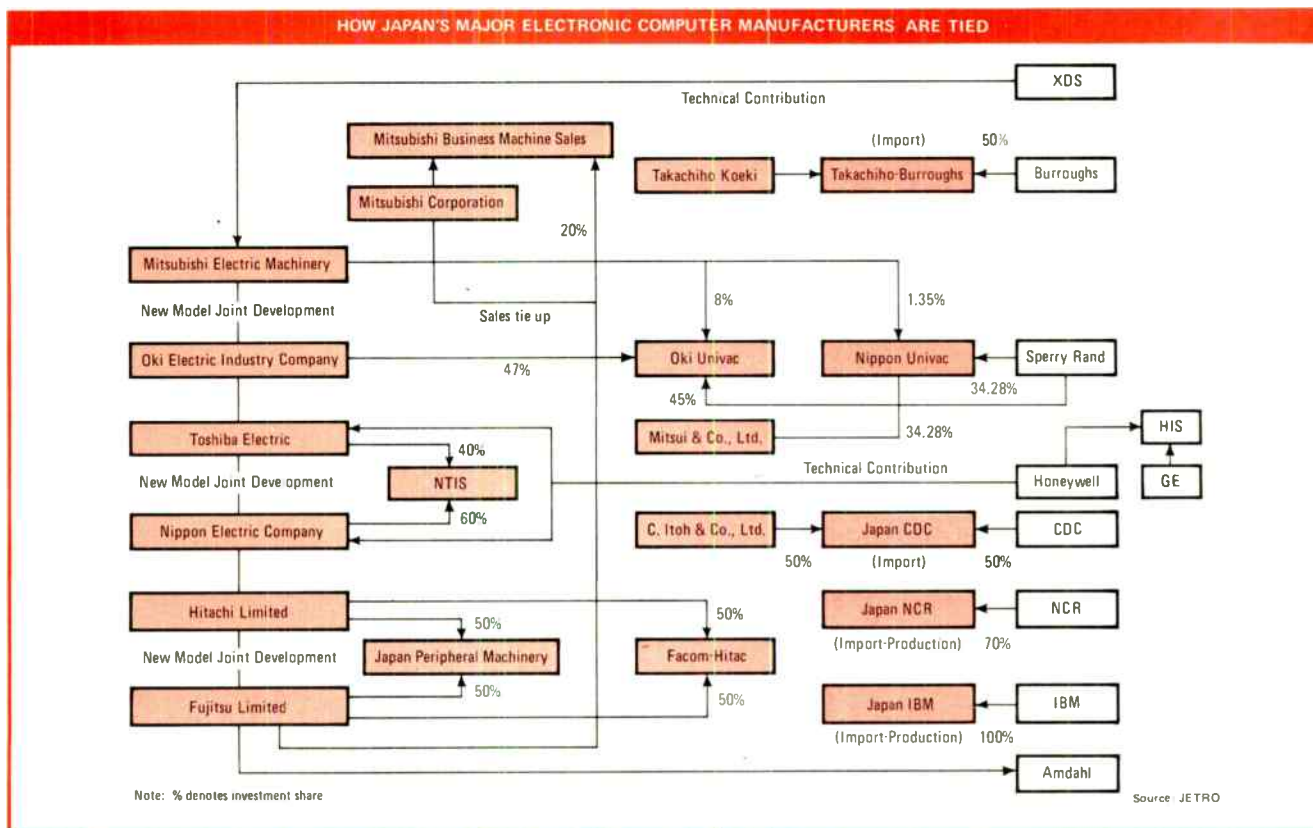 HOW JAPAN'S MAJOR ELECTRONIC COMPUTER MANUFACTURERS ARE TIED
XDS
Technical Contribution
Mitsubishi Business Machine Sales
(Import) 50%
Takachiho Koeki
Takachiho-Burroughs
Burroughs
Mitsubishi Corporation
20%
Mitsubishi Electric Machinery
8%
1.35%
New Model Joint Development
Sales tie up
Oki Electric Industry Company
47%
Oki Univac
Nippon Univac
Sperry Rand
45%
34.28%
Toshiba Electric
Mitsui & Co., Ltd.
34.28%
HIS
40%
New Model Joint Development
NTIS
Technical Contribution
Honeywell
GE
60%
Nippon Electric Company
C. Itoh & Co., Ltd.
Japan CDC
CDC
50%
(Import)
50%
Hitachi Limited
50%
50%
Japan NCR
NCR
New Model Joint Development
Japan Peripheral Machinery
Facom-Hitac
(Import-Production) 70%
50%
50%
Fujitsu Limited
Japan IBM
IBM
(Import-Production) 100%
Amdahl
Note: % denotes investment share
Source: JETRO